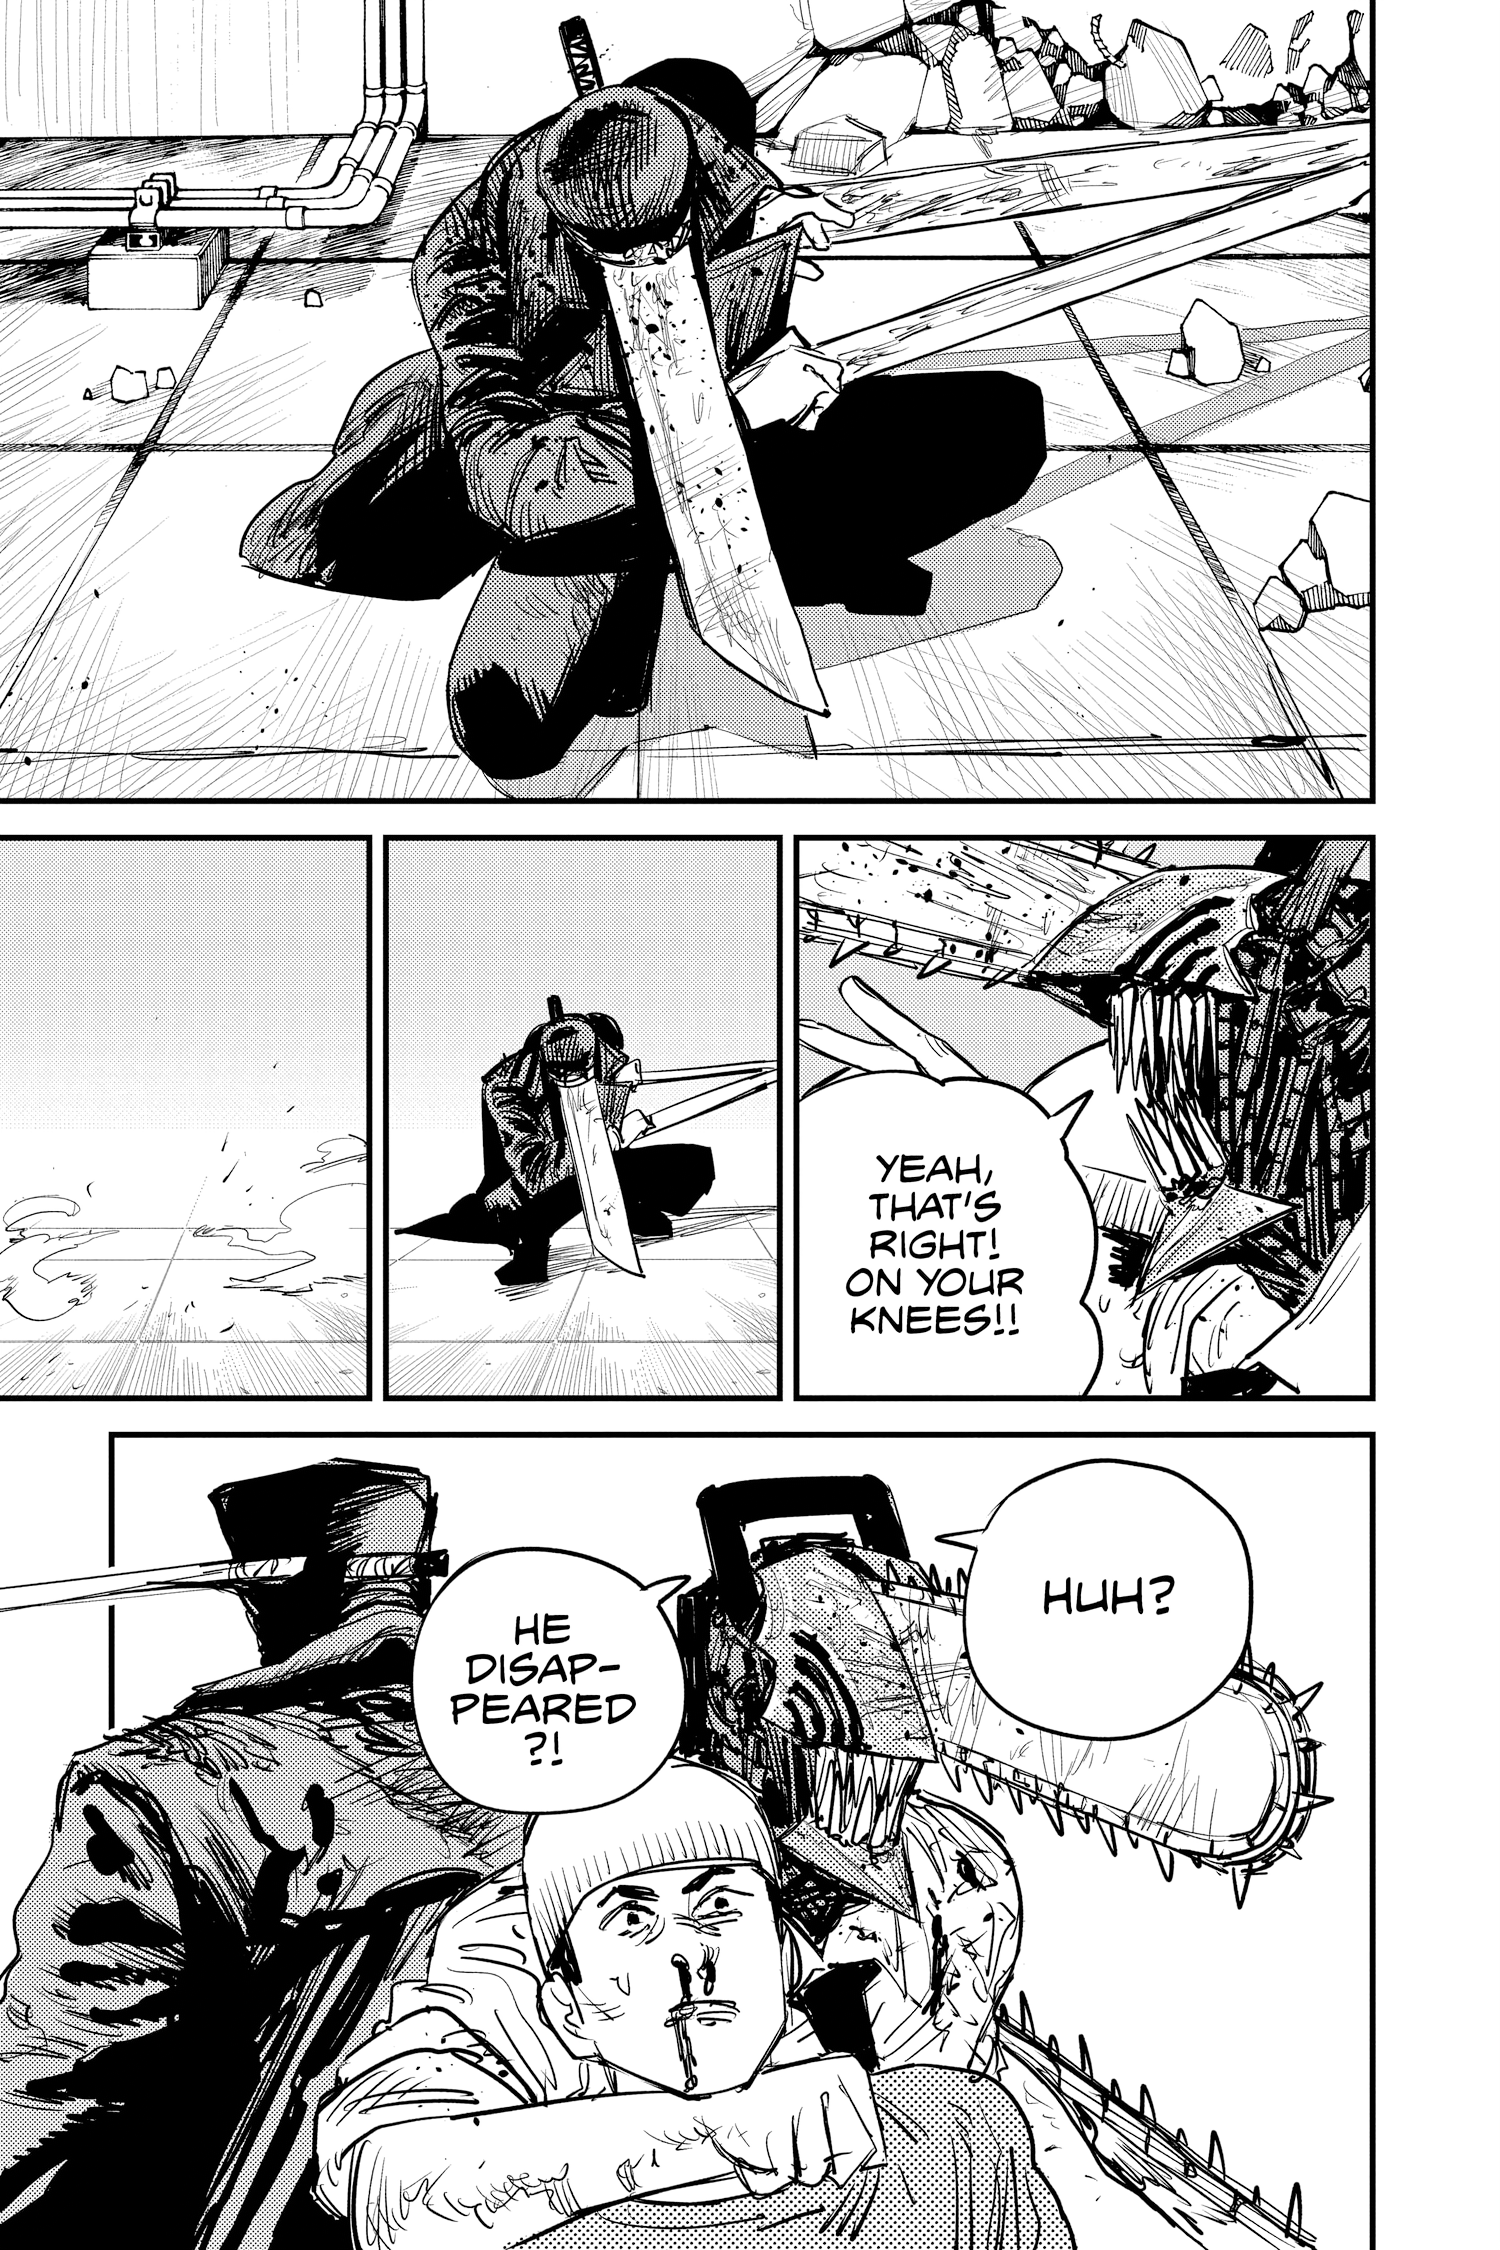 YEAH,
THAT'S
RIGHT!
ON YOUR
KNEES!!
HUH?
HE
DISAP-
PEARED
?!